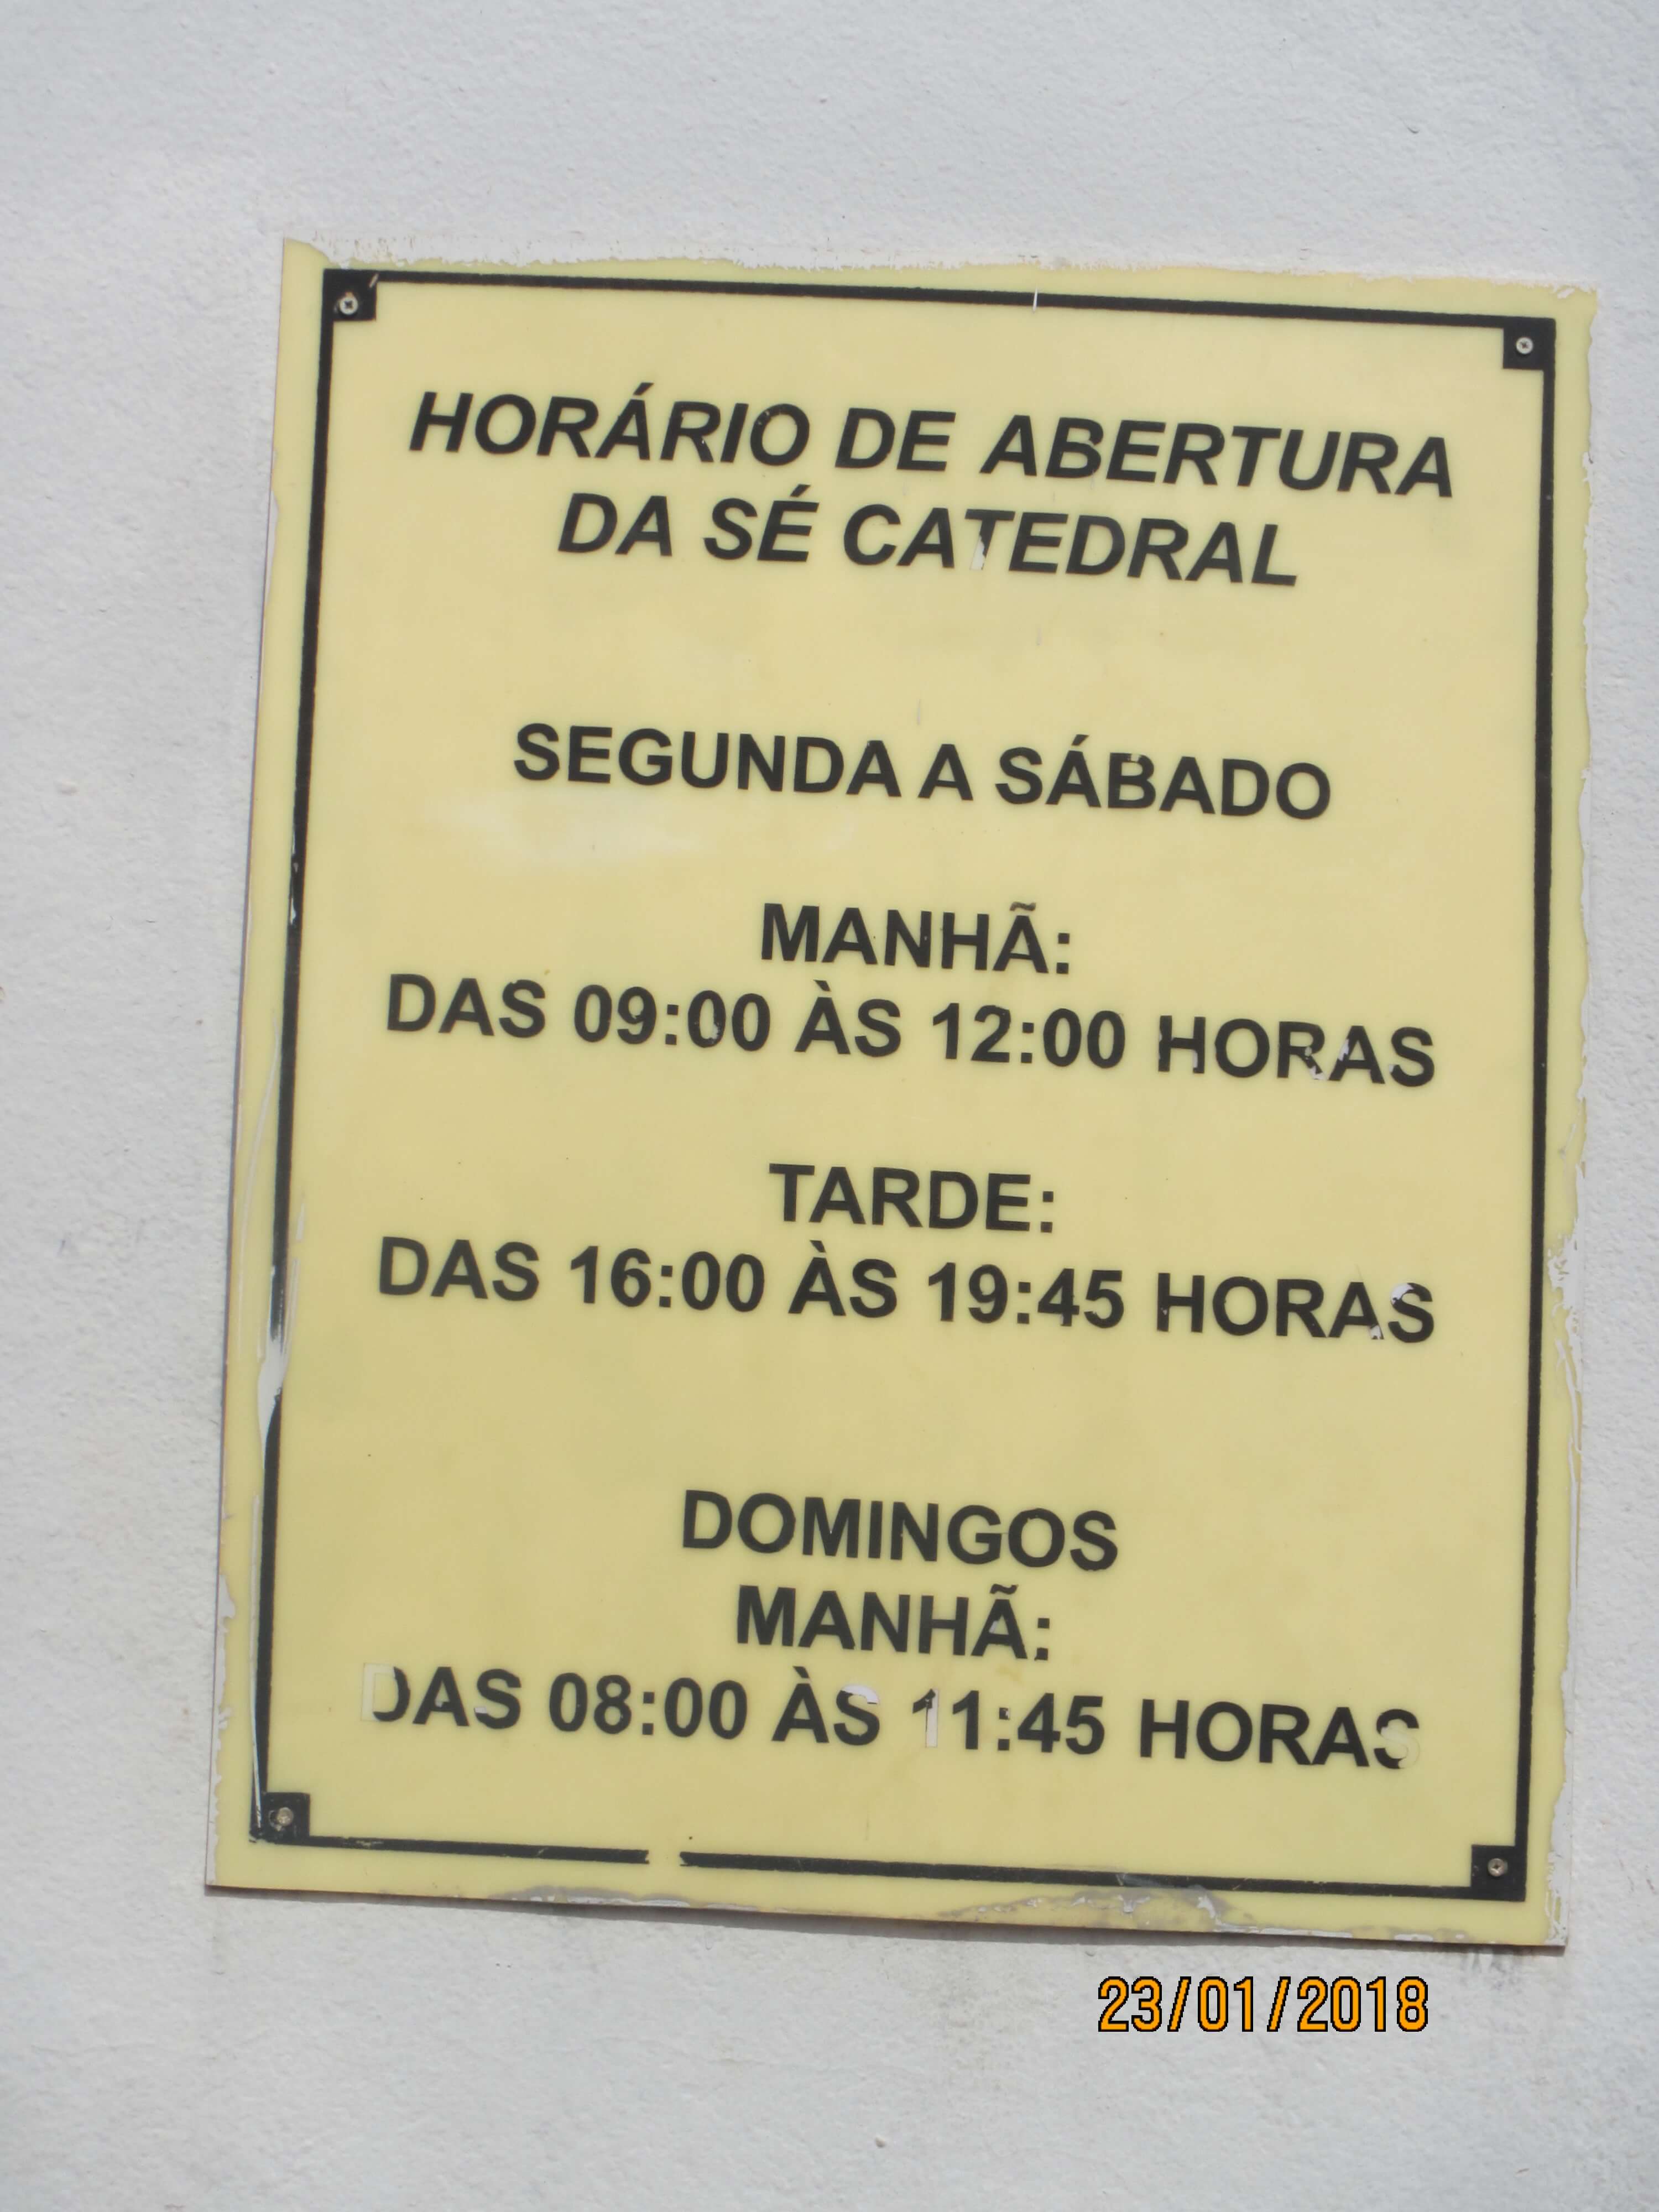 HORÁRIO DE ABERTURA
DA SÉ CATEDRAL
SEGUNDA A SÁBADO
MANHÃ:
DAS 09:00 ÀS 12:00 HORAS
TARDE:
DAS 16:00 ÀS 19:45 HORAS
DOMINGOS
MANHÃ:
DAS 08:00 ÀS 11:45 HORAS
23/01/2018